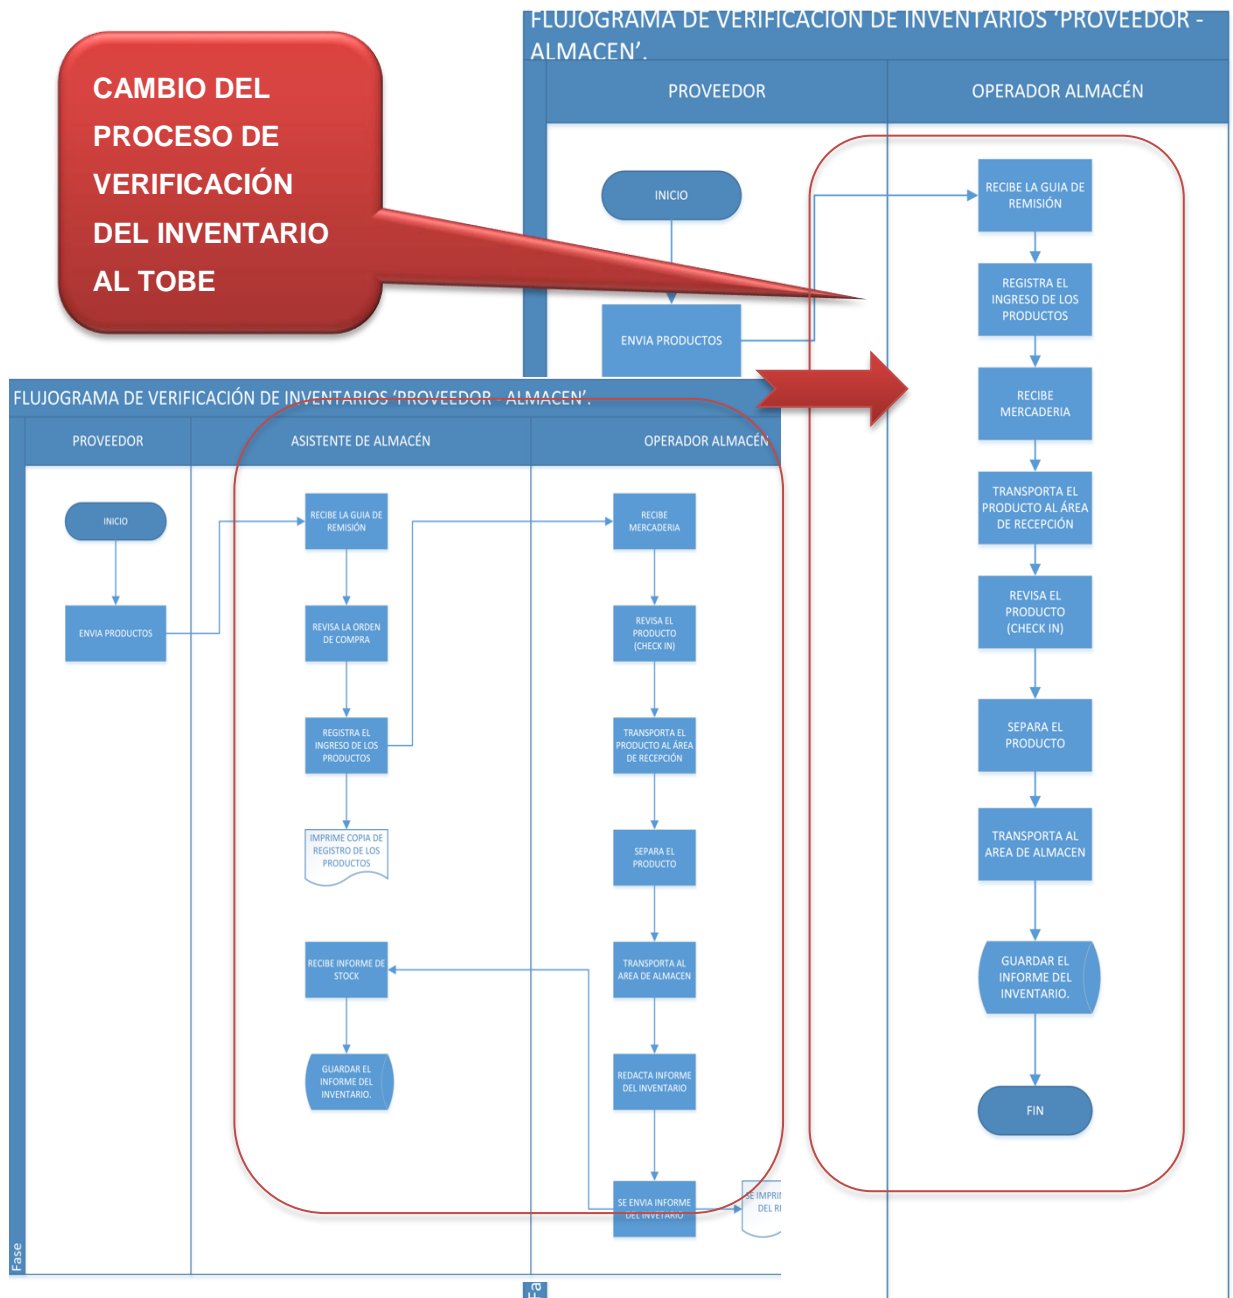 CAMBIO DEL
PROCESO DE
VERIFICACIÓN
DEL INVENTARIO
AL TOBE
FLUJOGRAMA DE VERIFICACIÓN DE INVENTARIOS ‘PROVEEDOR -
ALMACEN’.
PROVEEDOR
OPERADOR ALMACÉN
INICIO
ENVIA PRODUCTOS
RECIBE LA GUIA DE
REMISIÓN
REGISTRA EL
INGRESO DE LOS
PRODUCTOS
RECIBE
MERCADERIA
TRANSPORTA EL
PRODUCTO AL ÁREA
DE RECEPCIÓN
REVISA EL
PRODUCTO
(CHECK IN)
SEPARA EL
PRODUCTO
TRANSPORTA AL
AREA DE ALMACEN
GUARDAR EL
INFORME DEL
INVENTARIO.
FIN
Fa
FLUJOGRAMA DE VERIFICACIÓN DE INVENTARIOS ‘PROVEEDOR - ALMACEN’.
PROVEEDOR
ASISTENTE DE ALMACÉN
OPERADOR ALMACÉN
INICIO
ENVIA PRODUCTOS
RECIBE LA GUIA DE
REMISIÓN
REVISA LA ORDEN
DE COMPRA
REGISTRA EL
INGRESO DE LOS
PRODUCTOS
IMPRIME COPIA DE
REGISTRO DE LOS
PRODUCTOS
RECIBE INFORME DE
STOCK
GUARDAR EL
INFORME DEL
INVENTARIO.
RECIBE
MERCADERIA
REVISA EL
PRODUCTO
(CHECK IN)
TRANSPORTA EL
PRODUCTO AL ÁREA
DE RECEPCIÓN
SEPARA EL
PRODUCTO
TRANSPORTA AL
AREA DE ALMACEN
REDACTA INFORME
DEL INVENTARIO
SE ENVIA INFORME
DEL INVETARIO
SE IMPRI
DEL R
Fase